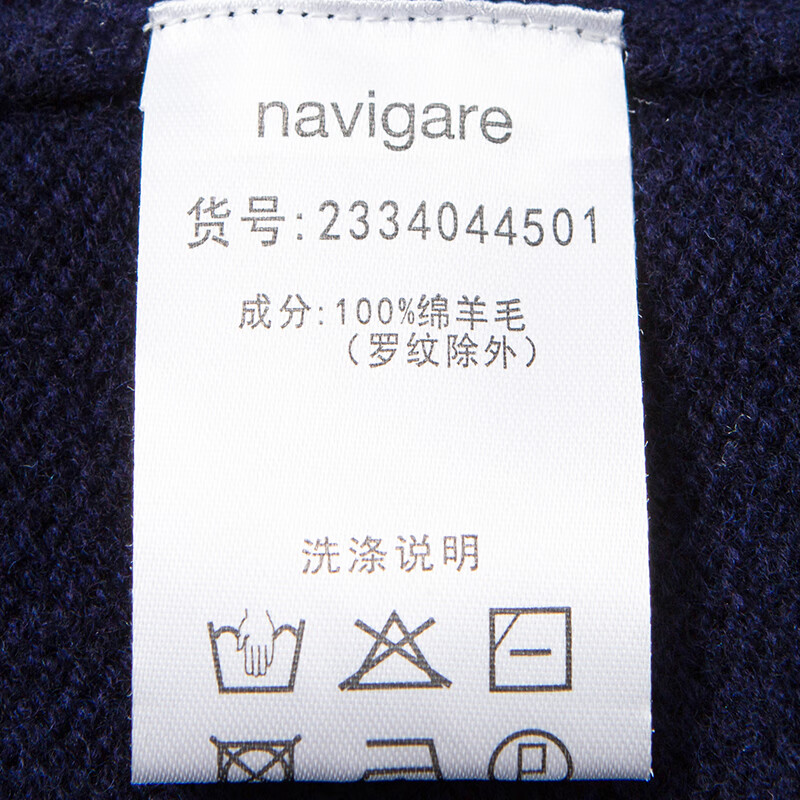 navigare
货号:2334044501
成分:100%绵羊毛
(罗纹除外)
洗涤说明